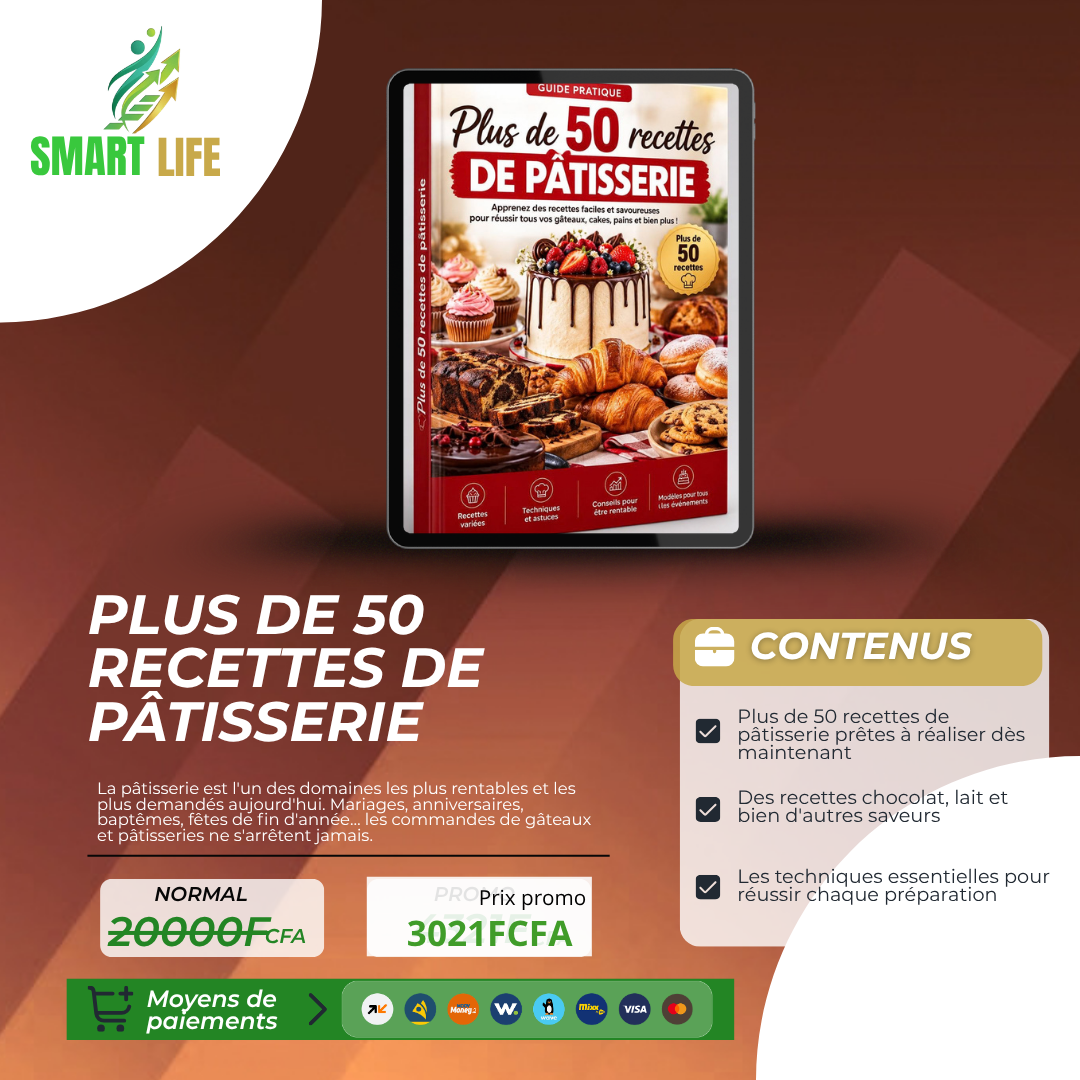 SMART LIFE
GUIDE PRATIQUE
Plus de 50 recettes
DE PÂTISSERIE
Apprenez des recettes faciles et savoureuses
pour réussir tous vos gâteaux, cakes, pains et bien plus !
Plus de
50
recettes
Plus de 50 recettes de pâtisserie
Recettes
variées
Techniques
et astuces
Conseils pour
être rentable
Modèles pour tous
les événements
PLUS DE 50
RECETTES DE
PÂTISSERIE
La pâtisserie est l'un des domaines les plus rentables et les
plus demandés aujourd'hui. Mariages, anniversaires,
baptêmes, fêtes de fin d'année... les commandes de gâteaux
et pâtisseries ne s'arrêtent jamais.
NORMAL
20000F CFA
PROMO
Prix promo
3021FCFA
Moyens de
paiements
Money
W.
wave
Mixx
VISA
CONTENUS
Plus de 50 recettes de
pâtisserie prêtes à réaliser dès
maintenant
Des recettes chocolat, lait et
bien d'autres saveurs
Les techniques essentielles pour
réussir chaque préparation